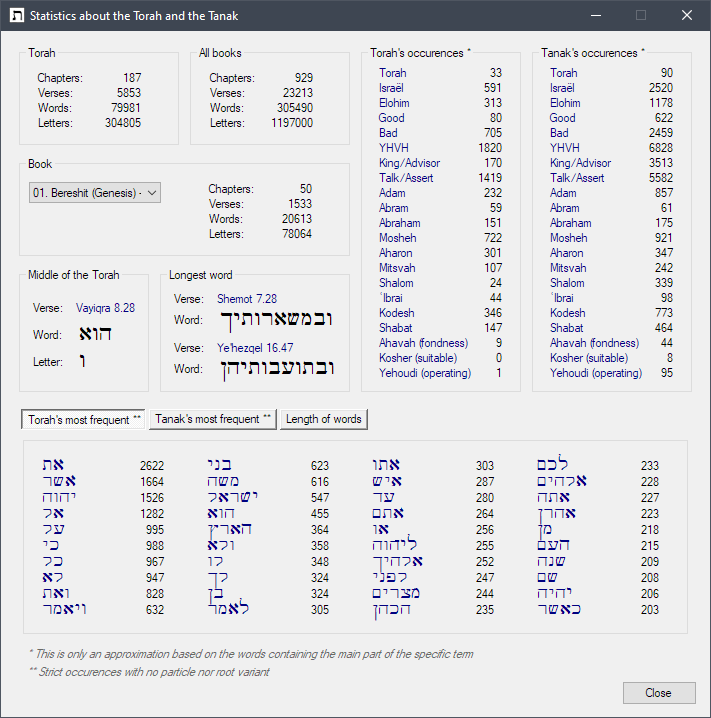 ת Statistics about the Torah and the Tanak
Torah
Chapters: 187
Verses: 5853
Words: 79981
Letters: 304805
All books
Chapters: 929
Verses: 23213
Words: 305490
Letters: 1197000
Book
01. Bereshit (Genesis) -
Chapters: 50
Verses: 1533
Words: 20613
Letters: 78064
Middle of the Torah
Verse: Vayiqra 8.28
Word: הוא
Letter: ו
Longest word
Verse: Shemot 7.28
Word: ובמשארותיך
Verse: Ye'hezqel 16.47
Word: ובתועבותיהן
Torah's occurences *
Torah 33
Israël 591
Elohim 313
Good 80
Bad 705
YHVH 1820
King/Advisor 170
Talk/Assert 1419
Adam 232
Abram 59
Abraham 151
Mosheh 722
Aharon 301
Mitsvah 107
Shalom 24
`Ibrai 44
Kodesh 346
Shabat 147
Ahavah (fondness) 9
Kosher (suitable) 0
Yehoudi (operating) 1
Tanak's occurences *
Torah 90
Israël 2520
Elohim 1178
Good 622
Bad 2459
YHVH 6828
King/Advisor 3513
Talk/Assert 5582
Adam 857
Abram 61
Abraham 175
Mosheh 921
Aharon 347
Mitsvah 242
Shalom 339
`Ibrai 98
Kodesh 773
Shabat 464
Ahavah (fondness) 44
Kosher (suitable) 8
Yehoudi (operating) 95
Torah's most frequent ** Tanak's most frequent ** Length of words
את 2622 בני 623 אתו 303 לכם 233
אשר 1664 משה 616 איש 287 אלהים 228
יהוה 1526 ישראל 547 עד 280 אתה 227
אל 1282 הוא 455 אתם 264 אהרן 223
על 995 הארץ 364 או 256 מן 218
כי 988 ולא 358 ליהוה 255 העם 215
כל 967 לו 348 אלהיך 252 שנה 209
לא 947 לך 324 לפני 247 שם 208
ואת 828 בן 324 מצרים 244 יהיה 206
ויאמר 632 לאמר 305 הכהן 235 כאשר 203
* This is only an approximation based on the words containing the main part of the specific term
** Strict occurences with no particle nor root variant
Close